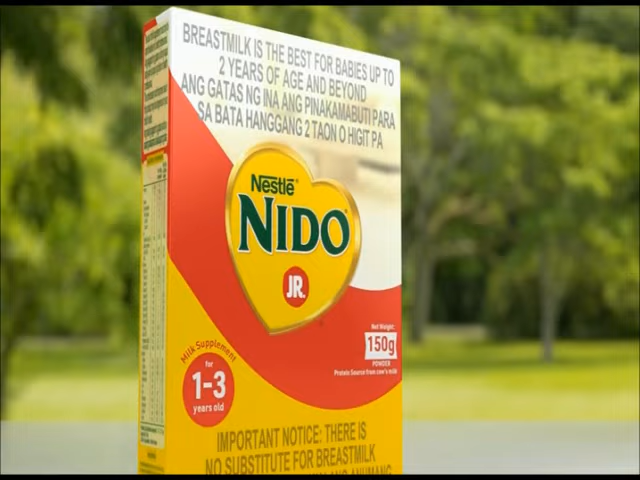 BREASTMILK IS THE BEST FOR BABIES UP TO
2 YEARS OF AGE AND BEYOND
ANG GATAS NG INA ANG PINAKAMABUTI PARA
SA BATA HANGGANG 2 TAON O HIGIT PA
Nestlé®
NIDO®
JR.
Net Weight:
150g
POWDER
Protein Source from cow's milk
Milk Supplement
for
1-3
years old
IMPORTANT NOTICE: THERE IS
NO SUBSTITUTE FOR BREASTMILK